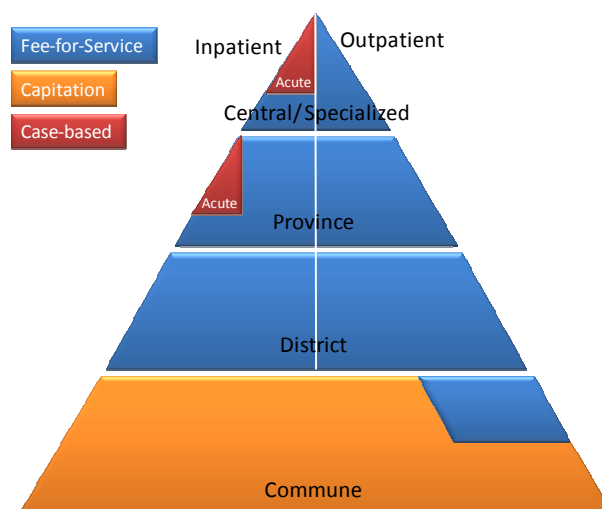 Fee-for-Service
Capitation
Case-based
Inpatient
Outpatient
Acute
Central/Specialized
Acute
Province
District
Commune